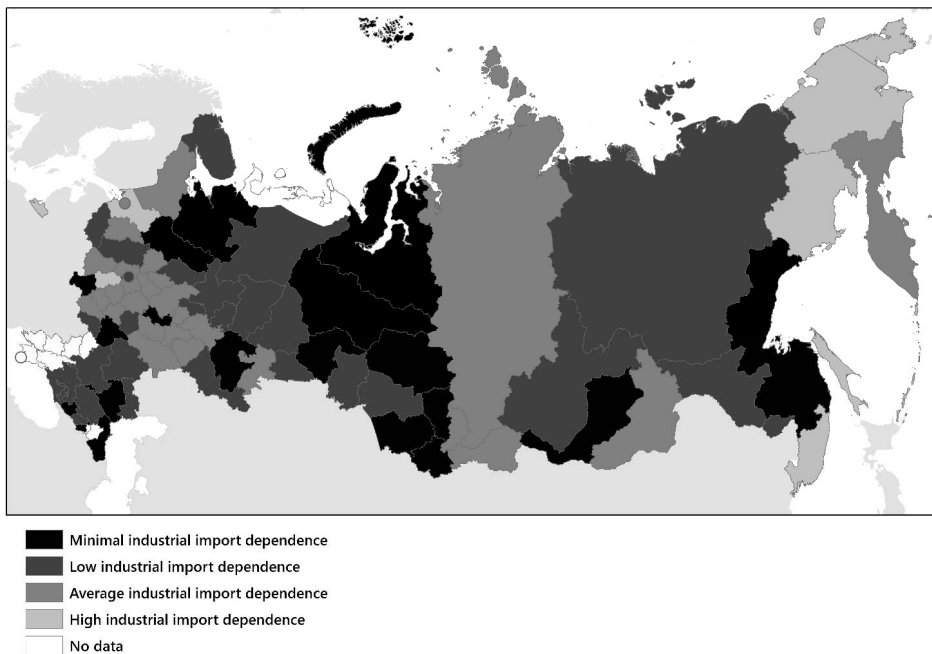 Minimal industrial import dependence
Low industrial import dependence
Average industrial import dependence
High industrial import dependence
No data